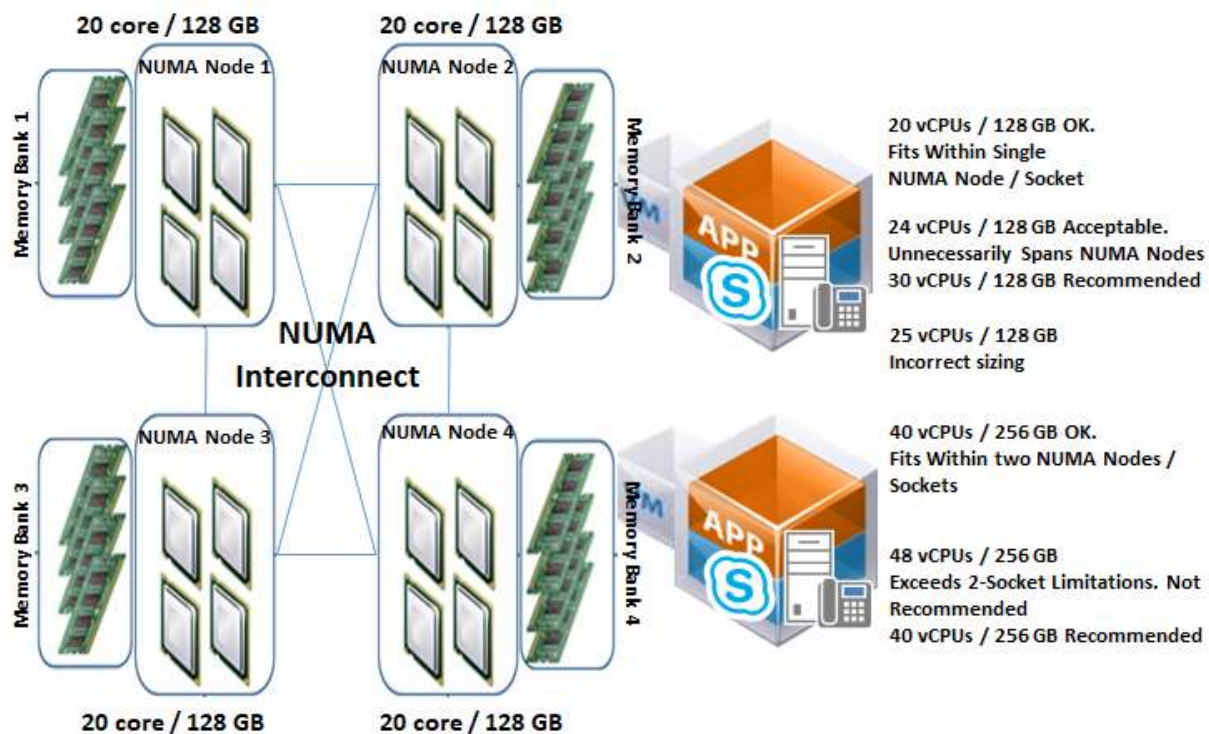 20 core / 128 GB
20 core / 128 GB
NUMA Node 1
NUMA Node 2
Memory Bank 1
Memory Bank 2
APP
S
20 vCPUs / 128 GB OK.
Fits Within Single
NUMA Node / Socket
24 vCPUs / 128 GB Acceptable.
Unnecessarily Spans NUMA Nodes
30 vCPUs / 128 GB Recommended
25 vCPUs / 128 GB
Incorrect sizing
NUMA
Interconnect
NUMA Node 3
NUMA Node 4
Memory Bank 3
Memory Bank 4
APP
S
40 vCPUs / 256 GB OK.
Fits Within two NUMA Nodes /
Sockets
48 vCPUs / 256 GB
Exceeds 2-Socket Limitations. Not
Recommended
40 vCPUs / 256 GB Recommended
20 core / 128 GB
20 core / 128 GB